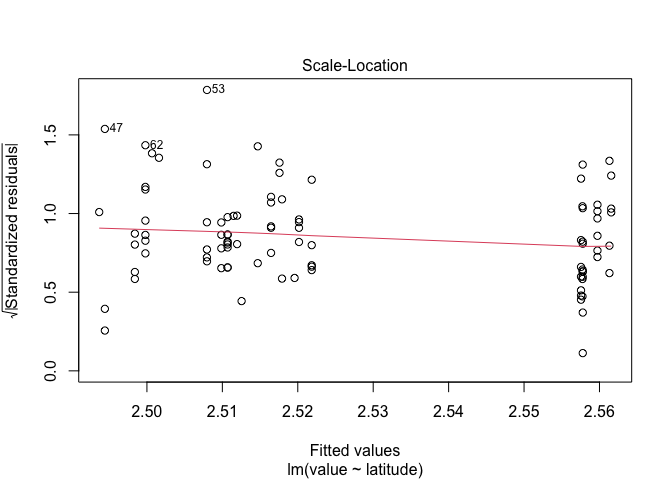 Scale-Location
√|Standardized residuals|
1.5
1.0
0.5
0.0
53
47
62
2.50 2.51 2.52 2.53 2.54 2.55 2.56
Fitted values
lm(value ~ latitude)